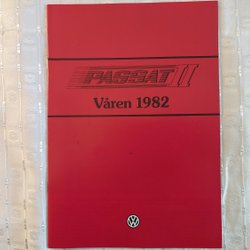 PASSAT II
Våren 1982